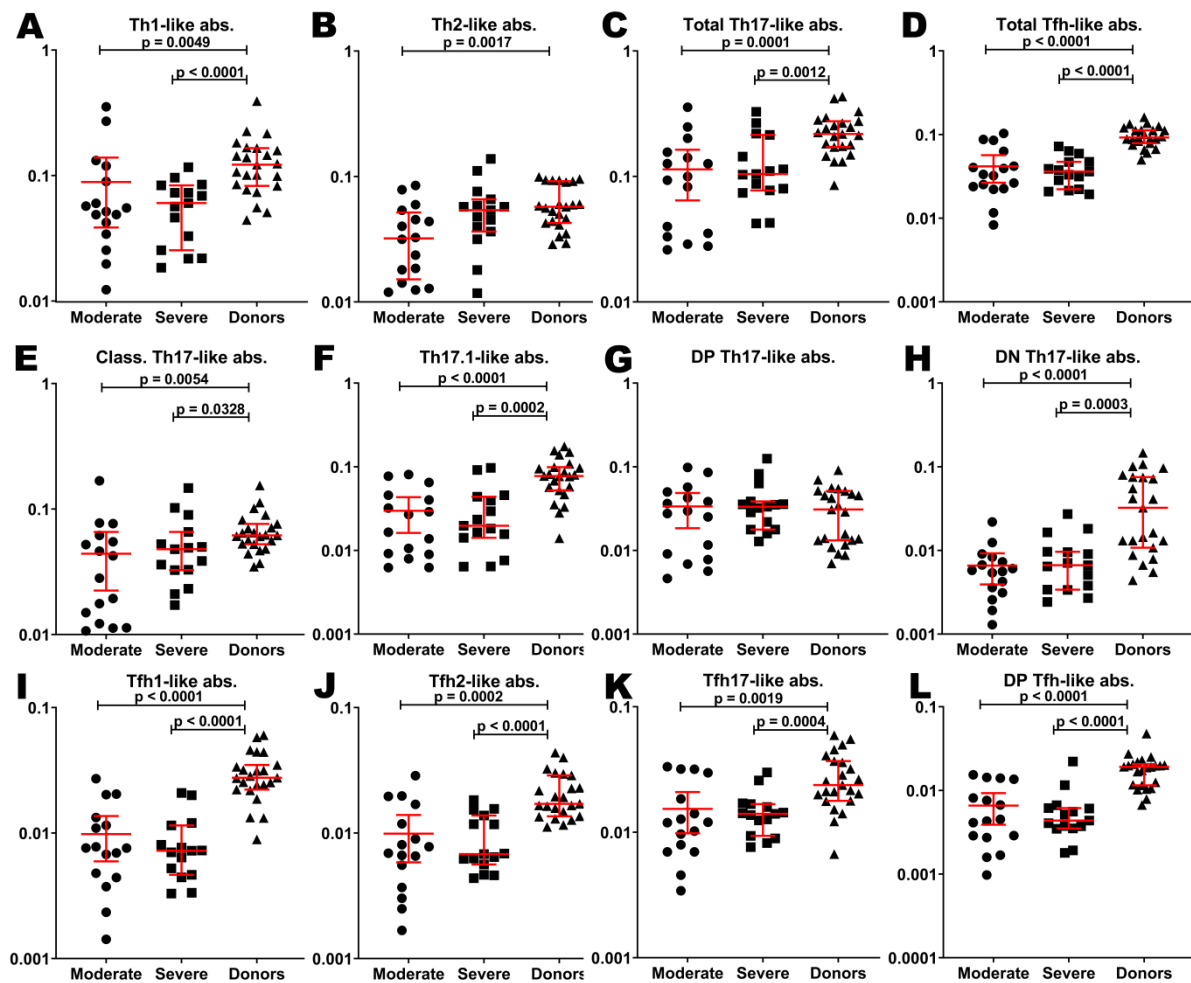 A Th1-like abs.
1
p = 0.0049
p < 0.0001
0.1
0.01
Moderate Severe Donors
B Th2-like abs.
1
p = 0.0017
0.1
0.01
Moderate Severe Donors
C Total Th17-like abs.
1
p = 0.0001
p = 0.0012
0.1
0.01
Moderate Severe Donors
D Total Tfh-like abs.
1
p < 0.0001
p < 0.0001
0.1
0.01
0.001
Moderate Severe Donors
E Class. Th17-like abs.
1
p = 0.0054
p = 0.0328
0.1
0.01
Moderate Severe Donors
F Th17.1-like abs.
1
p < 0.0001
p = 0.0002
0.1
0.01
0.001
Moderate Severe Donors
G DP Th17-like abs.
1
0.1
0.01
0.001
Moderate Severe Donors
H DN Th17-like abs.
1
p < 0.0001
p = 0.0003
0.1
0.01
0.001
Moderate Severe Donors
I Tfh1-like abs.
0.1
p < 0.0001
p < 0.0001
0.01
0.001
Moderate Severe Donors
J Tfh2-like abs.
0.1
p = 0.0002
p < 0.0001
0.01
0.001
Moderate Severe Donors
K Tfh17-like abs.
0.1
p = 0.0019
p = 0.0004
0.01
0.001
Moderate Severe Donors
L DP Tfh-like abs.
0.1
p < 0.0001
p < 0.0001
0.01
0.001
0.0001
Moderate Severe Donors